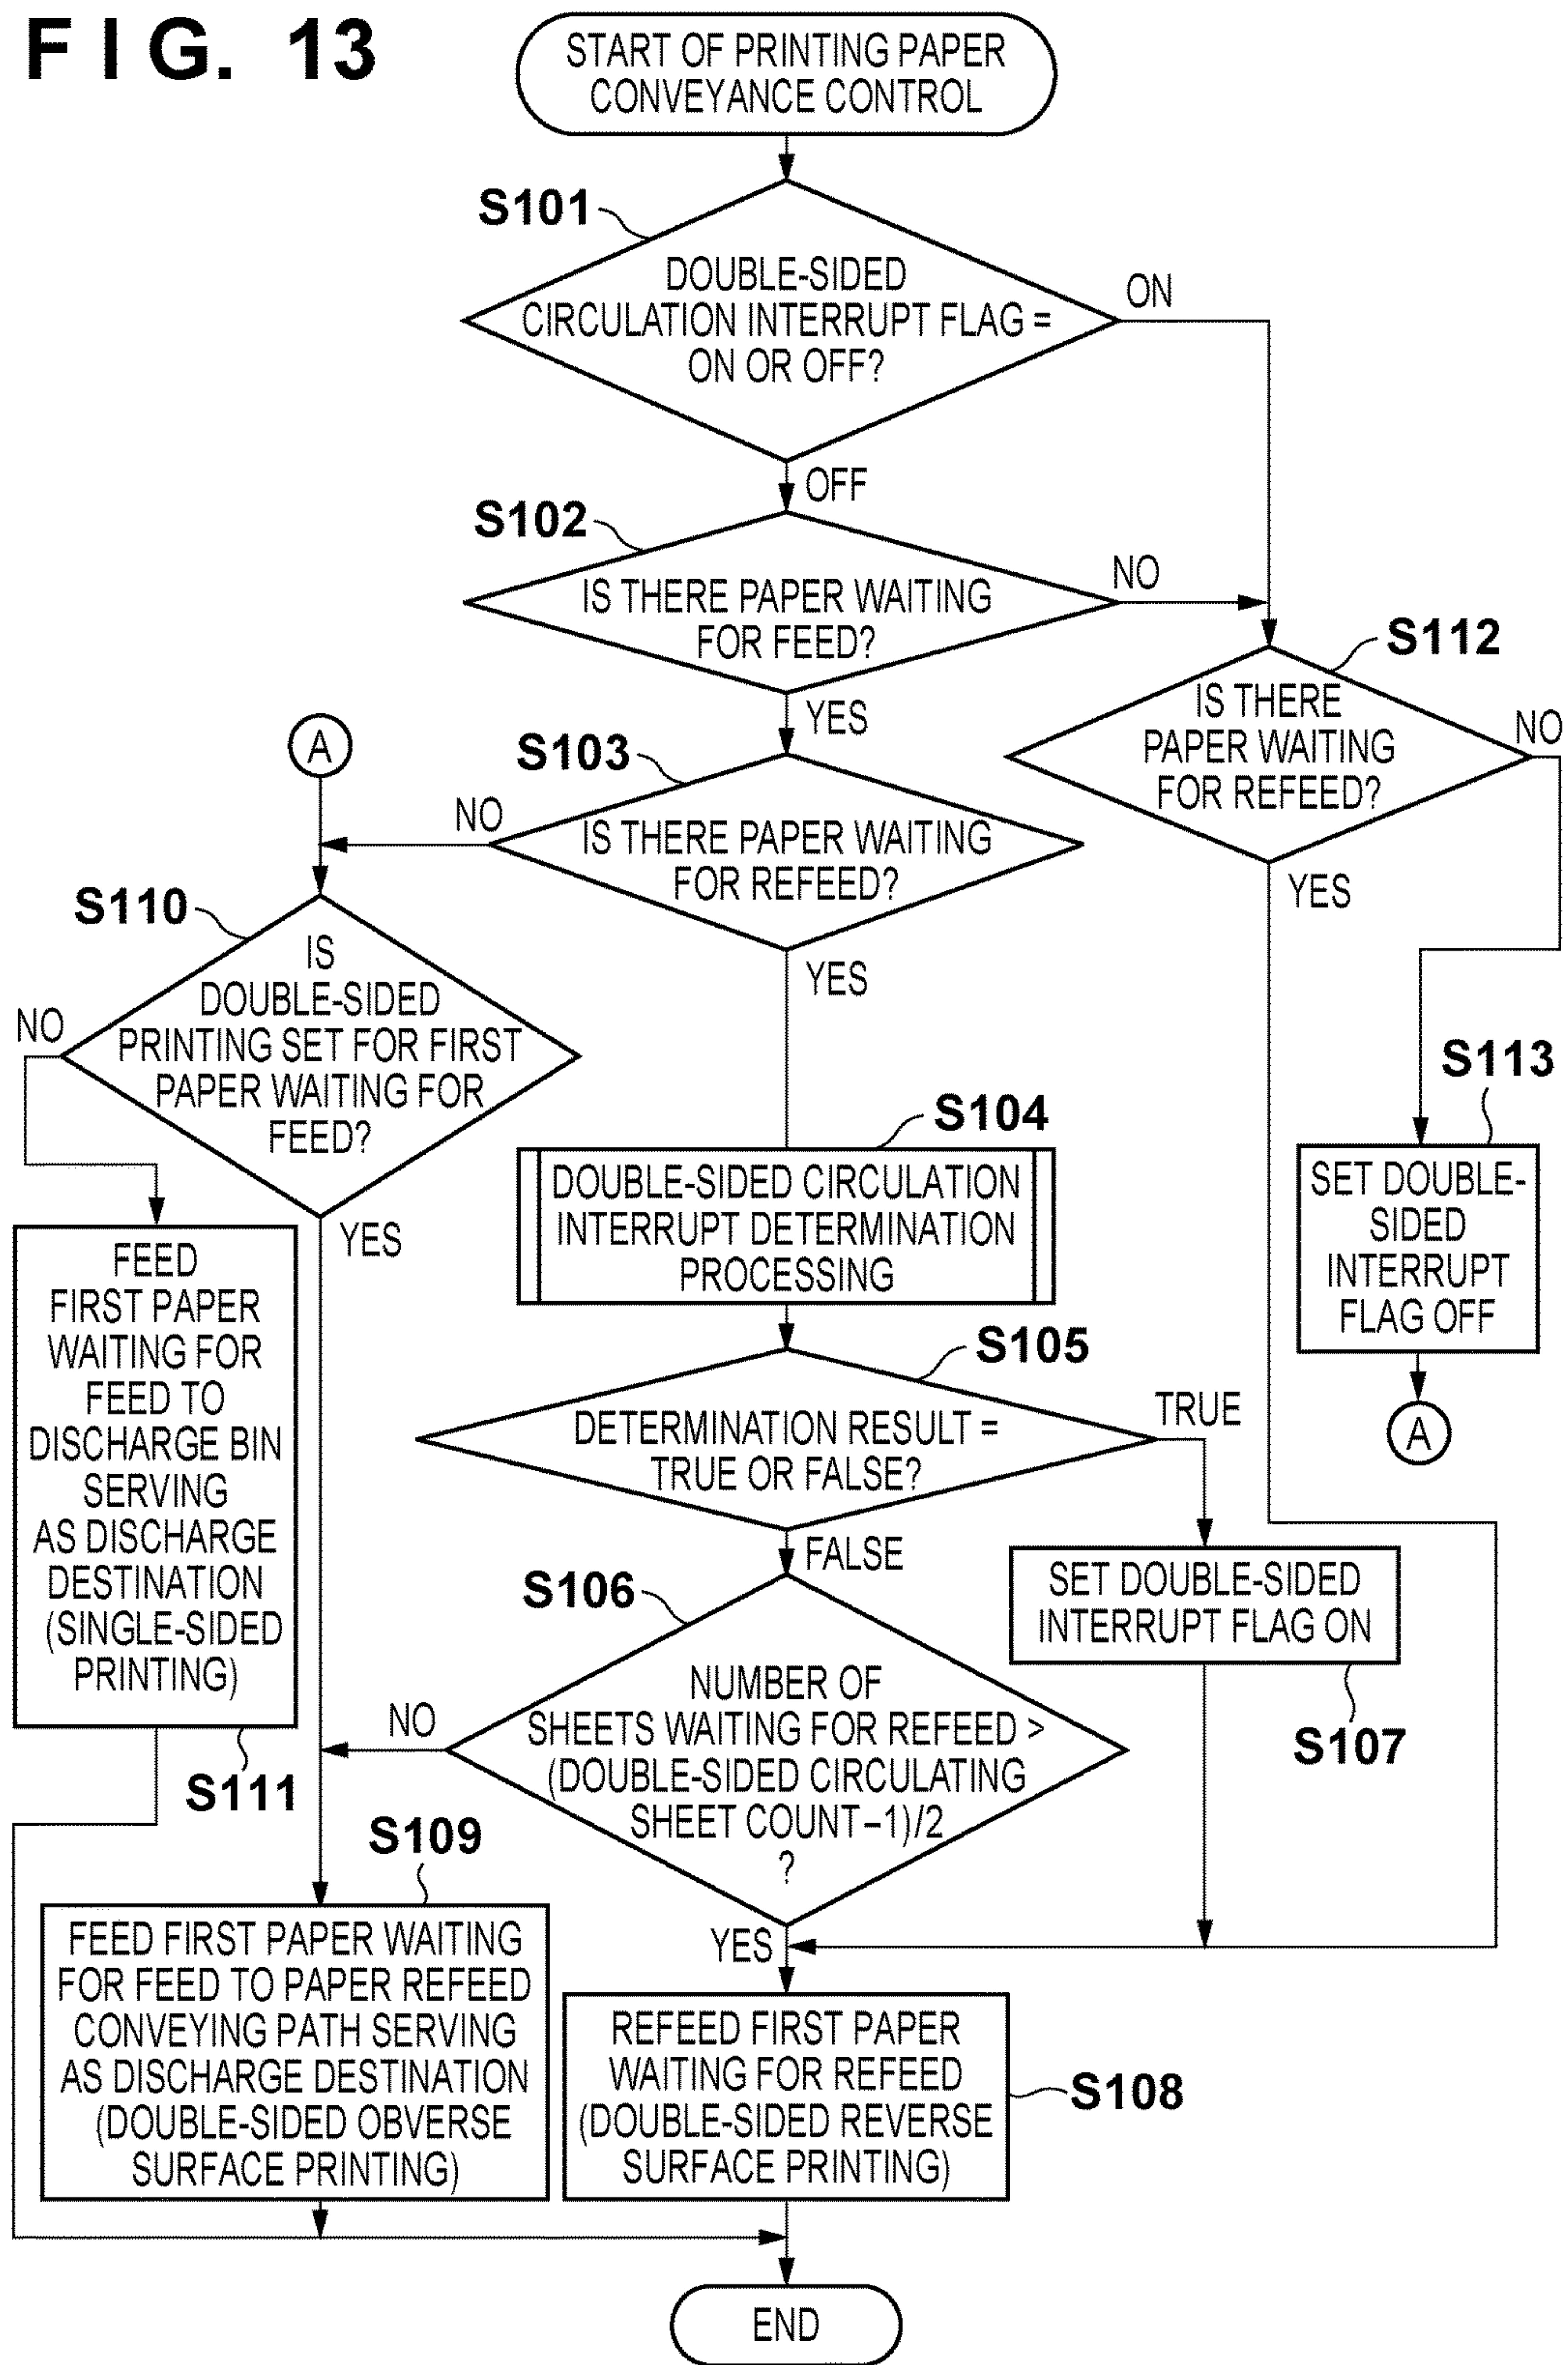 FIG. 13
START OF PRINTING PAPER
CONVEYANCE CONTROL
S101
DOUBLE-SIDED
CIRCULATION INTERRUPT FLAG =
ON OR OFF?
ON
OFF
S102
IS THERE PAPER WAITING
FOR FEED?
NO
YES
S112
IS THERE
PAPER WAITING
FOR REFEED?
NO
YES
A
S103
IS THERE PAPER WAITING
FOR REFEED?
NO
YES
S110
IS
DOUBLE-SIDED
PRINTING SET FOR FIRST
PAPER WAITING FOR
FEED?
NO
YES
S113
SET DOUBLE-
SIDED
INTERRUPT
FLAG OFF
A
S104
DOUBLE-SIDED CIRCULATION
INTERRUPT DETERMINATION
PROCESSING
FEED
FIRST PAPER
WAITING FOR
FEED TO
DISCHARGE BIN
SERVING
AS DISCHARGE
DESTINATION
(SINGLE-SIDED
PRINTING)
S111
S105
DETERMINATION RESULT =
TRUE OR FALSE?
TRUE
FALSE
S106
NUMBER OF
SHEETS WAITING FOR REFEED >
(DOUBLE-SIDED CIRCULATING
SHEET COUNT–1)/2
?
NO
YES
SET DOUBLE-SIDED
INTERRUPT FLAG ON
S107
S109
FEED FIRST PAPER WAITING
FOR FEED TO PAPER REFEED
CONVEYING PATH SERVING
AS DISCHARGE DESTINATION
(DOUBLE-SIDED OBVERSE
SURFACE PRINTING)
REFEED FIRST PAPER
WAITING FOR REFEED
(DOUBLE-SIDED REVERSE
SURFACE PRINTING)
S108
END